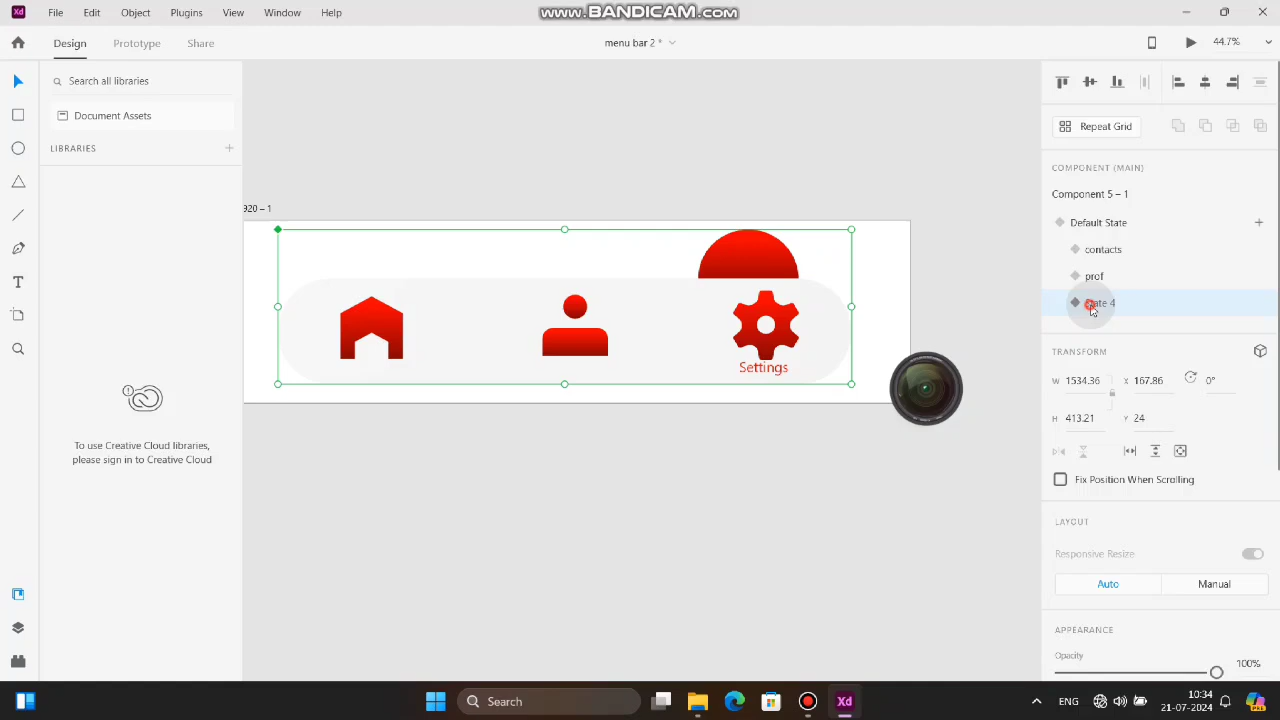 Xd File Edit Object Plugins View Window Help
www.BANDICAM.com
Design Prototype Share
menu bar 2 *
44.7%
Search all libraries
Document Assets
LIBRARIES
To use Creative Cloud libraries,
please sign in to Creative Cloud
920 – 1
Settings
Repeat Grid
COMPONENT (MAIN)
Component 5 – 1
Default State
contacts
prof
TRANSFORM
W 1534.36 X 167.86 0°
H 413.21 Y 24
Fix Position When Scrolling
LAYOUT
Responsive Resize
Auto Manual
APPEARANCE
Opacity
100%
Search
Xd
ENG
10:34
21-07-2024